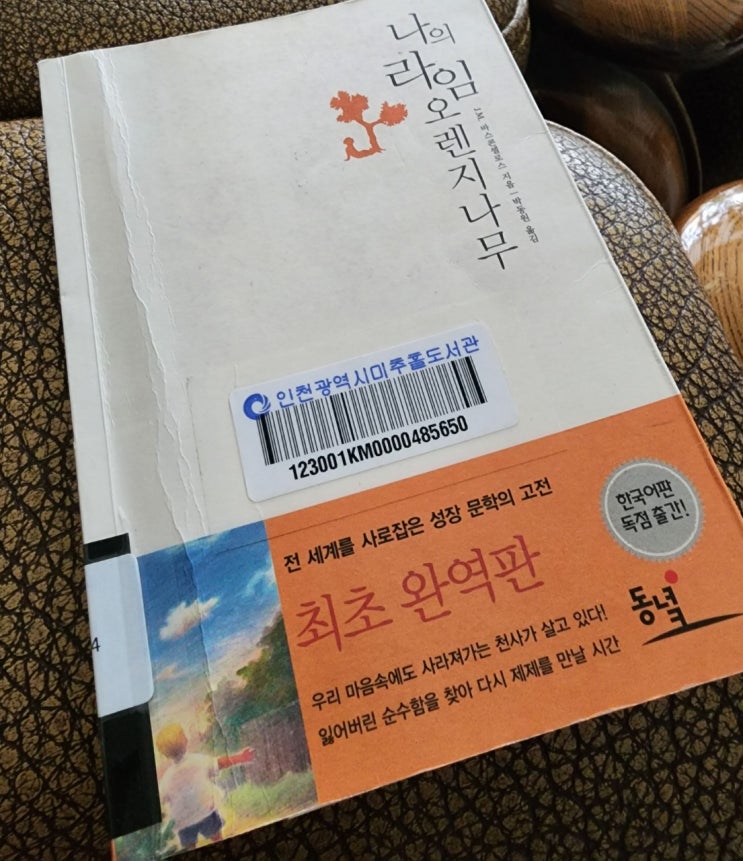 나의
라임
오렌지나무
J.M. 바스콘셀로스 지음 | 박동원 옮김
인천광역시미추홀도서관
123001KM0000485650
전 세계를 사로잡은 성장 문학의 고전
최초 완역판
우리 마음속에도 사라져가는 천사가 살고 있다!
잃어버린 순수함을 찾아 다시 제제를 만날 시간
한국어판
독점 출간!
동녘
4